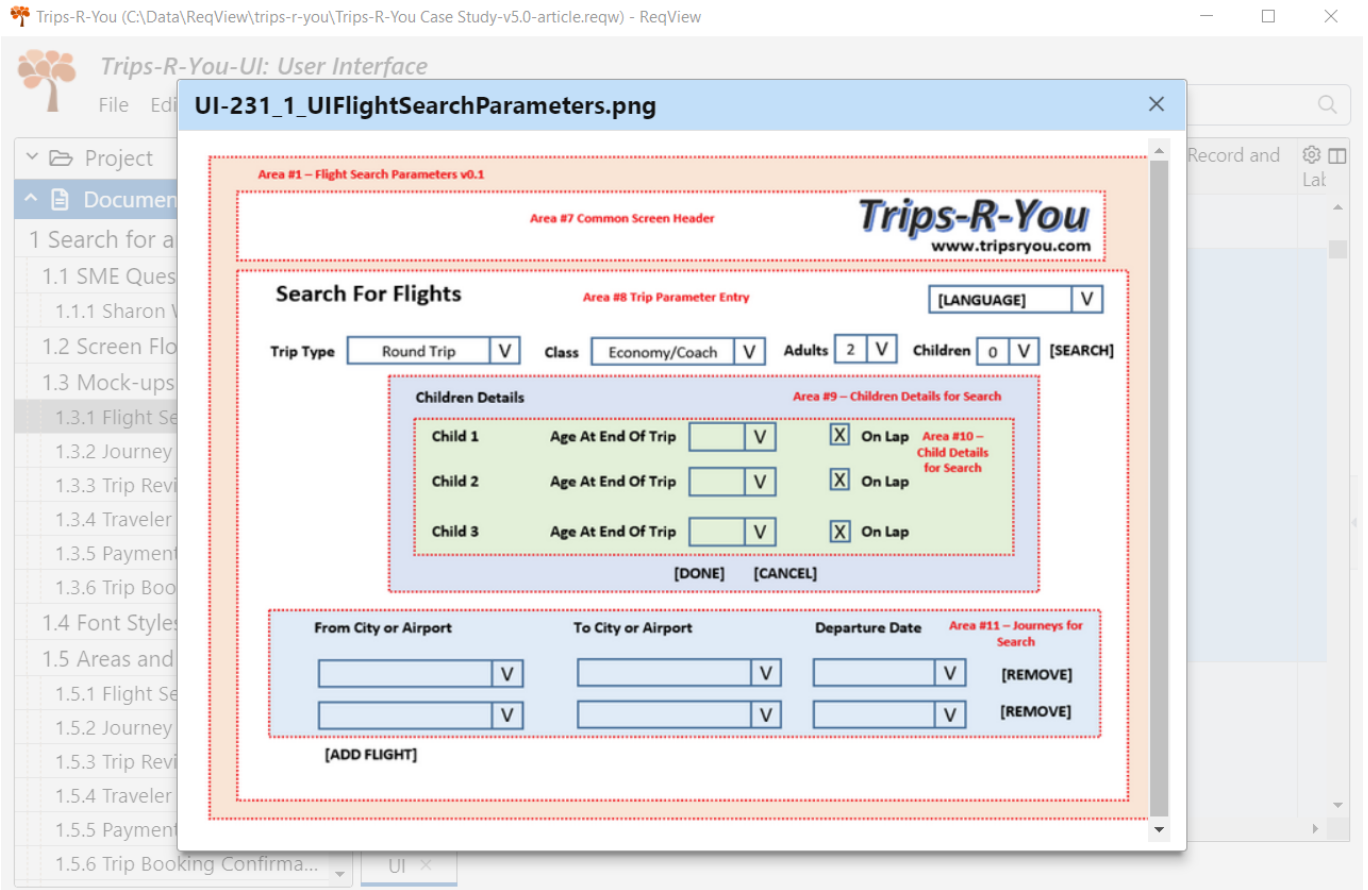 Trips-R-You (C:\Data\ReqView\trips-r-you\Trips-R-You Case Study-v5.0-article.reqw) - ReqView
Trips-R-You-UI: User Interface
File Edi
UI-231_1_UIFlightSearchParameters.png
Project
Documen
1 Search for a
1.1 SME Ques
1.1.1 Sharon
1.2 Screen Flo
1.3 Mock-ups
1.3.1 Flight Se
1.3.2 Journey
1.3.3 Trip Revi
1.3.4 Traveler
1.3.5 Payment
1.3.6 Trip Boo
1.4 Font Styles
1.5 Areas and
1.5.1 Flight Se
1.5.2 Journey
1.5.3 Trip Revi
1.5.4 Traveler
1.5.5 Payment
1.5.6 Trip Booking Confirma...
Record and
Lab
Area #1 – Flight Search Parameters v0.1
Area #7 Common Screen Header
Trips-R-You
www.tripsryou.com
Search For Flights
Area #8 Trip Parameter Entry
[LANGUAGE] V
Trip Type Round Trip V Class Economy/Coach V Adults 2 V Children 0 V [SEARCH]
Children Details
Area #9 – Children Details for Search
Child 1 Age At End Of Trip V X On Lap
Area #10 –
Child Details
for Search
Child 2 Age At End Of Trip V X On Lap
Child 3 Age At End Of Trip V X On Lap
[DONE] [CANCEL]
From City or Airport To City or Airport Departure Date
Area #11 – Journeys for
Search
V V V [REMOVE]
V V V [REMOVE]
[ADD FLIGHT]
UI